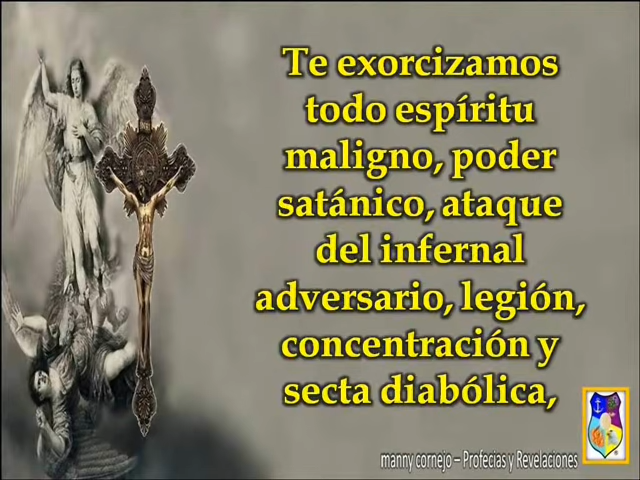 Te exorcizamos
todo espíritu
maligno, poder
satánico, ataque
del infernal
adversario, legión,
concentración y
secta diabólica,
manny cornejo – Profecias y Revelaciones